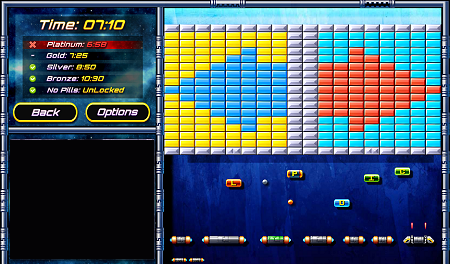 Time: 07:10
Platinum: 6:58
Gold: 7:25
Silver: 8:50
Bronze: 10:30
No Pills: UnLocked
Back
Options
L
P